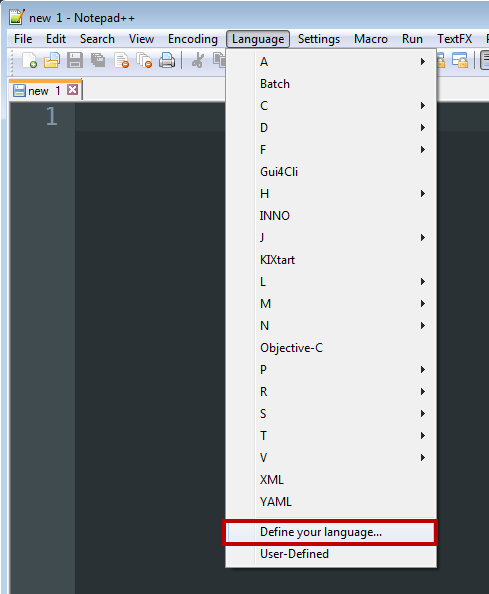 new 1 - Notepad++
File Edit Search View Encoding Language Settings Macro Run TextFX
new 1
1
A
Batch
C
D
F
Gui4Cli
H
INNO
J
KIXtart
L
M
N
Objective-C
P
R
S
T
V
XML
YAML
Define your language...
User-Defined